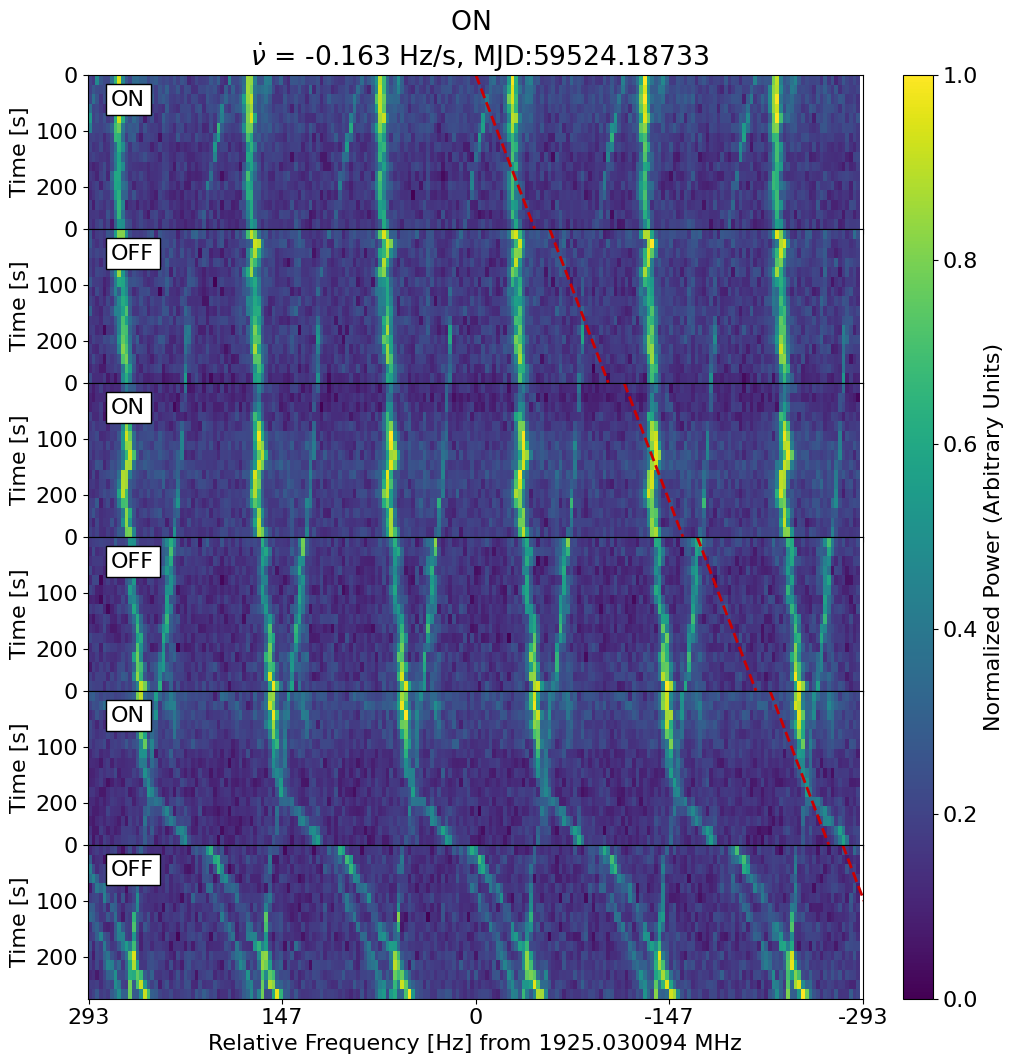 ON
ν̇ = -0.163 Hz/s, MJD:59524.18733
ON
OFF
ON
OFF
ON
OFF
Time [s]
0
100
200
Time [s]
0
100
200
Time [s]
0
100
200
Time [s]
0
100
200
Time [s]
0
100
200
Time [s]
0
100
200
293
147
0
-147
-293
Relative Frequency [Hz] from 1925.030094 MHz
1.0
0.8
0.6
0.4
0.2
0.0
Normalized Power (Arbitrary Units)